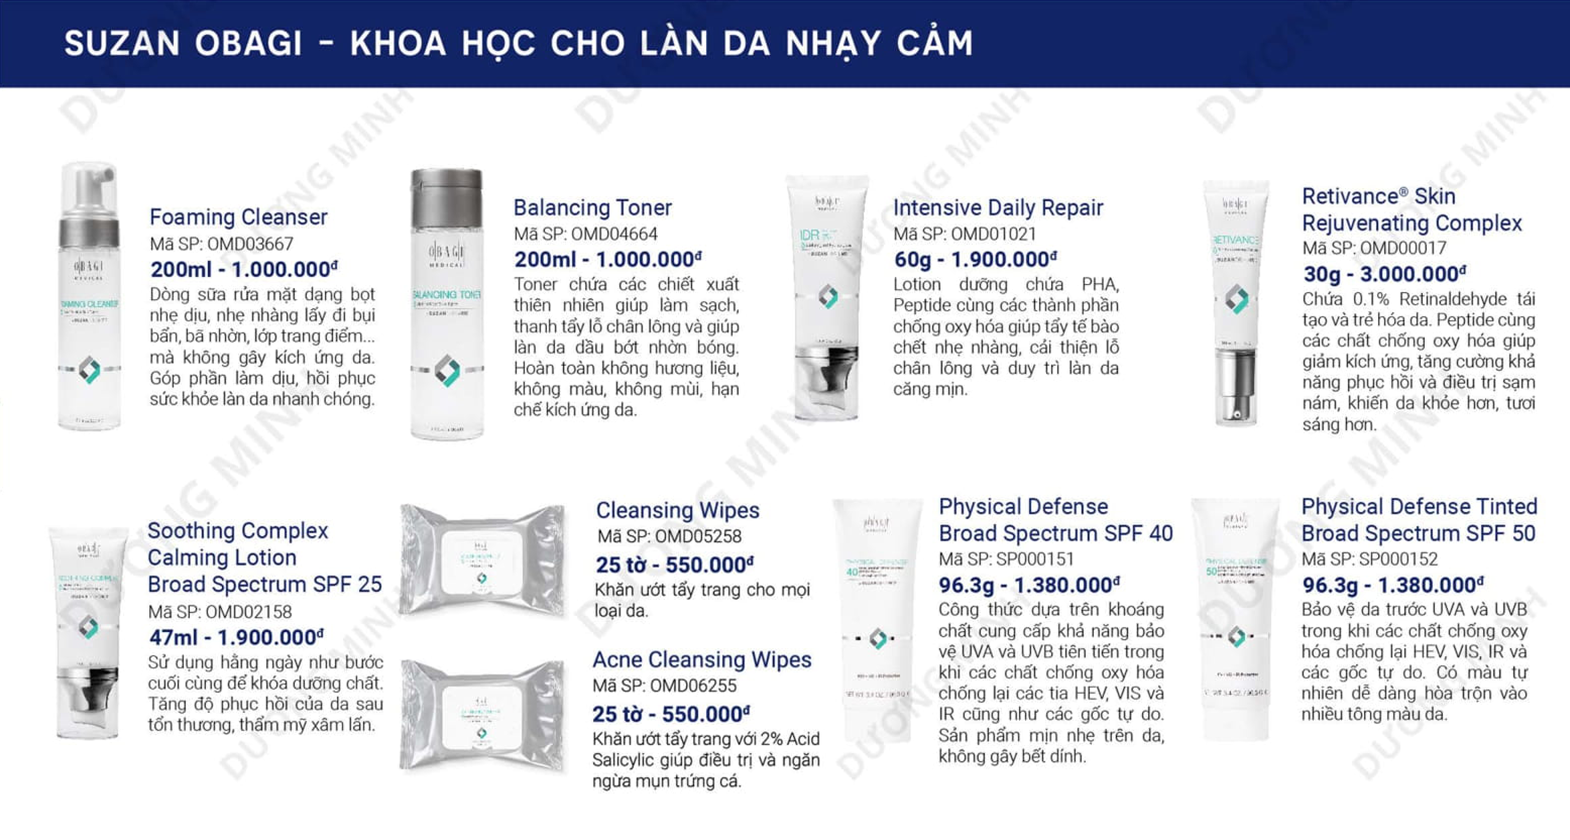 SUZAN OBAGI - KHOA HỌC CHO LÀN DA NHẠY CẢM
Foaming Cleanser
Mã SP: OMD03667
200ml - 1.000.000đ
Dòng sữa rửa mặt dạng bọt
nhẹ dịu, nhẹ nhàng lấy đi bụi
bẩn, bã nhờn, lớp trang điểm...
mà không gây kích ứng da.
Góp phần làm dịu, hồi phục
sức khỏe làn da nhanh chóng.
Balancing Toner
Mã SP: OMD04664
200ml - 1.000.000đ
Toner chứa các chiết xuất
thiên nhiên giúp làm sạch,
thanh tẩy lỗ chân lông và giúp
làn da dầu bớt nhờn bóng.
Hoàn toàn không hương liệu,
không màu, không mùi, hạn
chế kích ứng da.
Intensive Daily Repair
Mã SP: OMD01021
60g - 1.900.000đ
Lotion dưỡng chứa PHA,
Peptide cùng các thành phần
chống oxy hóa giúp tẩy tế bào
chết nhẹ nhàng, cải thiện lỗ
chân lông và duy trì làn da
căng mịn.
Retivance® Skin
Rejuvenating Complex
Mã SP: OMD00017
30g - 3.000.000đ
Chứa 0.1% Retinaldehyde tái
tạo và trẻ hóa da. Peptide cùng
các chất chống oxy hóa giúp
giảm kích ứng, tăng cường khả
năng phục hồi và điều trị sạm
nám, khiến da khỏe hơn, tươi
sáng hơn.
Soothing Complex
Calming Lotion
Broad Spectrum SPF 25
Mã SP: OMD02158
47ml - 1.900.000đ
Sử dụng hằng ngày như bước
cuối cùng để khóa dưỡng chất.
Tăng độ phục hồi của da sau
tổn thương, thẩm mỹ xâm lấn.
Cleansing Wipes
Mã SP: OMD05258
25 tờ - 550.000đ
Khăn ướt tẩy trang cho mọi
loại da.
Acne Cleansing Wipes
Mã SP: OMD06255
25 tờ - 550.000đ
Khăn ướt tẩy trang với 2% Acid
Salicylic giúp điều trị và ngăn
ngừa mụn trứng cá.
Physical Defense
Broad Spectrum SPF 40
Mã SP: SP000151
96.3g - 1.380.000đ
Công thức dựa trên khoáng
chất cung cấp khả năng bảo
vệ UVA và UVB tiên tiến trong
khi các chất chống oxy hóa
chống lại các tia HEV, VIS và
IR cũng như các gốc tự do.
Sản phẩm mịn nhẹ trên da,
không gây bết dính.
Physical Defense Tinted
Broad Spectrum SPF 50
Mã SP: SP000152
96.3g - 1.380.000đ
Bảo vệ da trước UVA và UVB
trong khi các chất chống oxy
hóa chống lại HEV, VIS, IR và
các gốc tự do. Có màu tự
nhiên dễ dàng hòa trộn vào
nhiều tông màu da.
OBAGI
MEDICAL
FOAMING CLEANSER
OBAGI
MEDICAL
BALANCING TONER
IDR
RETIVANCE
40
50
DƯƠNG MINH